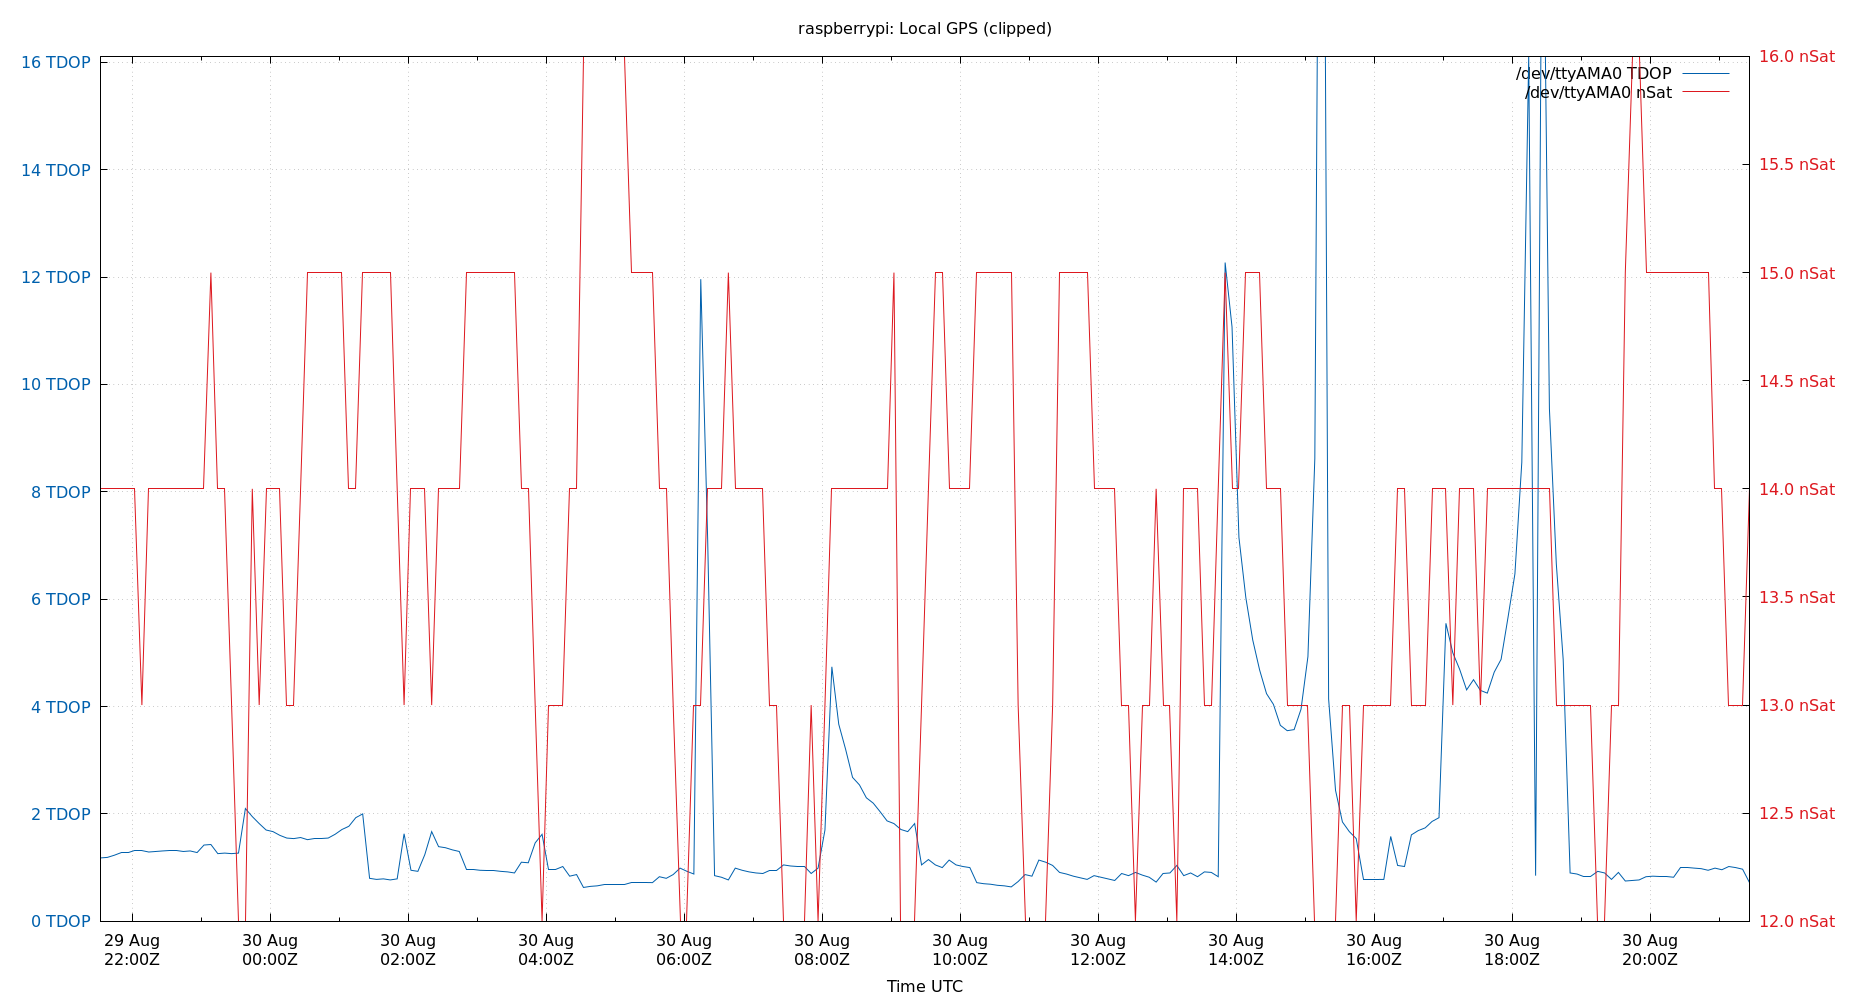 raspberrypi: Local GPS (clipped)
16 TDOP
14 TDOP
12 TDOP
10 TDOP
8 TDOP
6 TDOP
4 TDOP
2 TDOP
0 TDOP
/dev/ttyAMA0 TDOP
/dev/ttyAMA0 nSat
16.0 nSat
15.5 nSat
15.0 nSat
14.5 nSat
14.0 nSat
13.5 nSat
13.0 nSat
12.5 nSat
12.0 nSat
29 Aug 30 Aug 30 Aug 30 Aug 30 Aug 30 Aug 30 Aug 30 Aug 30 Aug 30 Aug 30 Aug 30 Aug
22:00Z 00:00Z 02:00Z 04:00Z 06:00Z 08:00Z 10:00Z 12:00Z 14:00Z 16:00Z 18:00Z 20:00Z
Time UTC